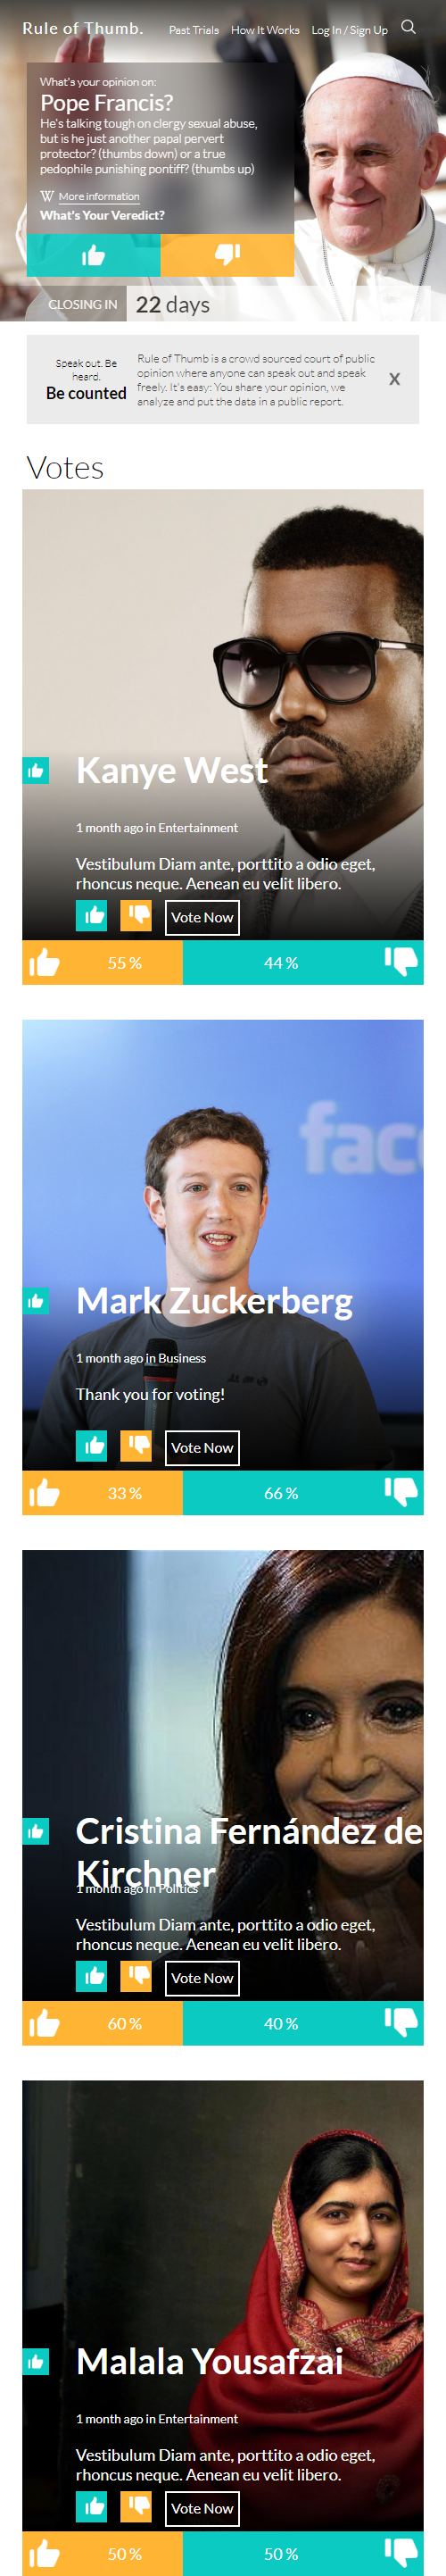 Rule of Thumb.
Past Trials How It Works Log In / Sign Up
What's your opinion on:
Pope Francis?
He's talking tough on clergy sexual abuse,
but is he just another papal pervert
protector? (thumbs down) or a true
pedophile punishing pontiff? (thumbs up)
W More information
What's Your Veredict?
CLOSING IN 22 days
Speak out. Be
heard.
Be counted
Rule of Thumb is a crowd sourced court of public
opinion where anyone can speak out and speak
freely. It's easy: You share your opinion, we
analyze and put the data in a public report.
X
Votes
Kanye West
1 month ago in Entertainment
Vestibulum Diam ante, porttito a odio eget,
rhoncus neque. Aenean eu velit libero.
Vote Now
55 % 44 %
fac
Mark Zuckerberg
1 month ago in Business
Thank you for voting!
Vote Now
33 % 66 %
Cristina Fernández de
Kirchner
1 month ago in Politics
Vestibulum Diam ante, porttito a odio eget,
rhoncus neque. Aenean eu velit libero.
Vote Now
60 % 40 %
Malala Yousafzai
1 month ago in Entertainment
Vestibulum Diam ante, porttito a odio eget,
rhoncus neque. Aenean eu velit libero.
Vote Now
50 % 50 %